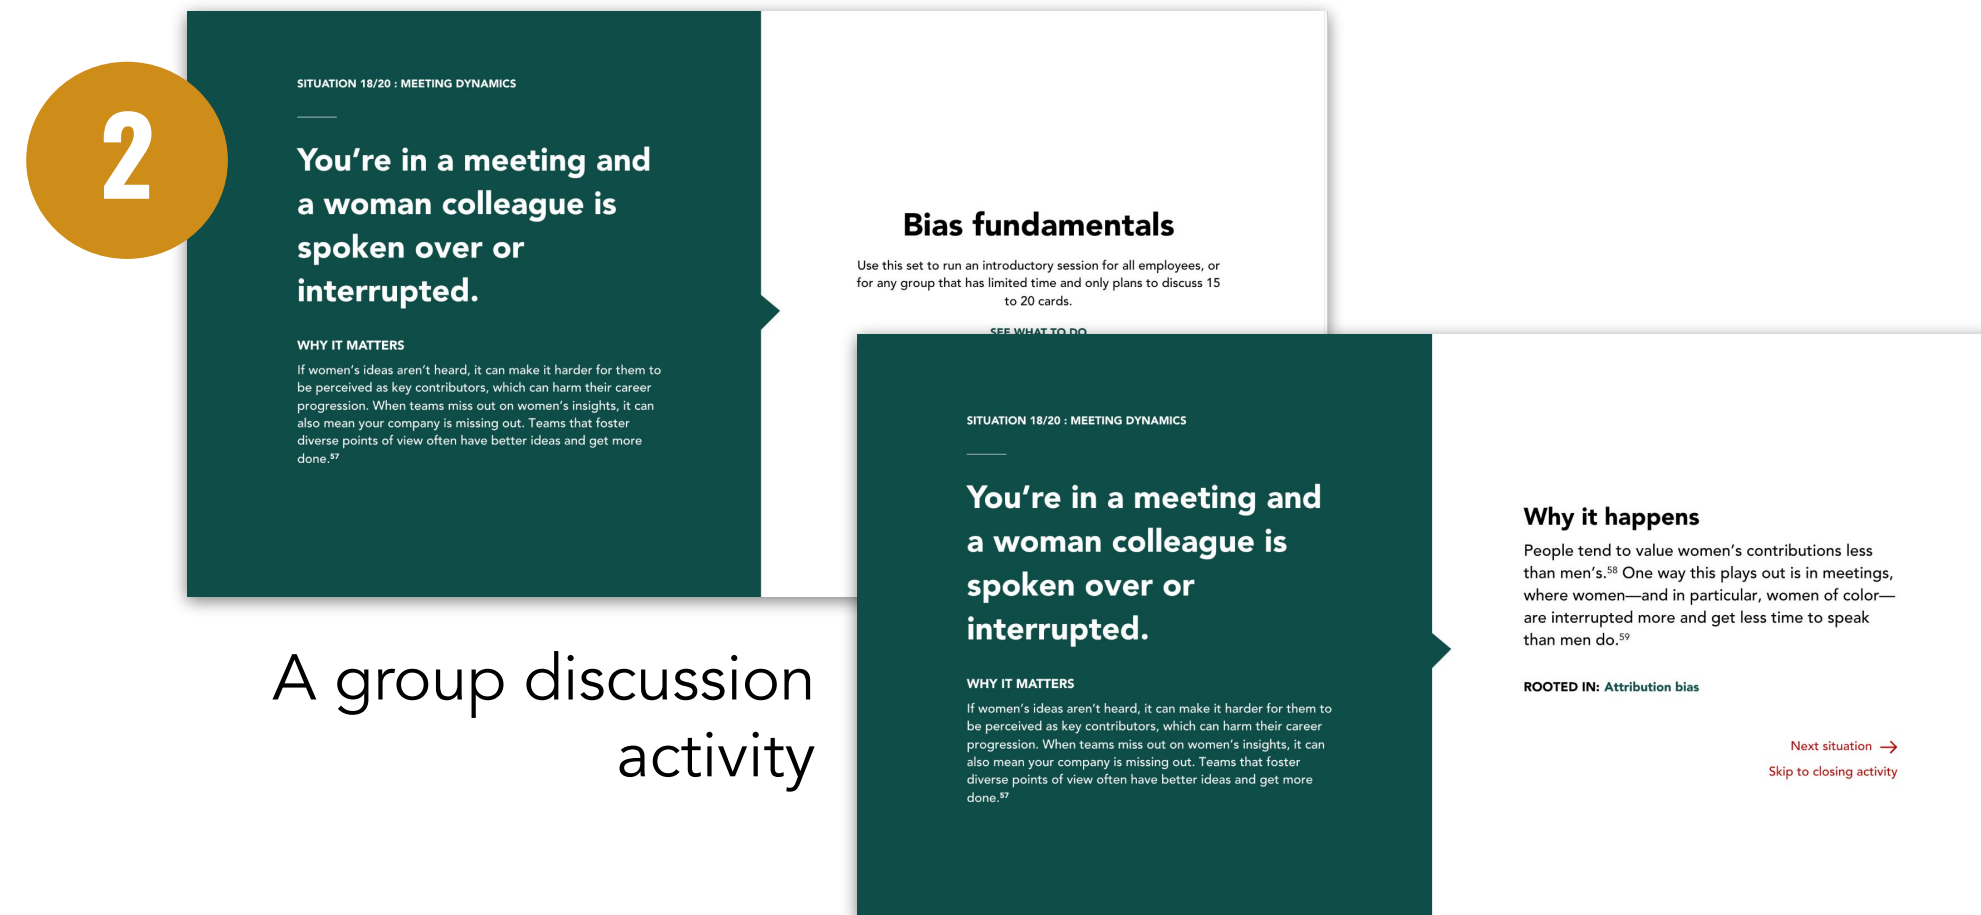 2
SITUATION 18/20 : MEETING DYNAMICS
You’re in a meeting and
a woman colleague is
spoken over or
interrupted.
WHY IT MATTERS
If women’s ideas aren’t heard, it can make it harder for them to
be perceived as key contributors, which can harm their career
progression. When teams miss out on women’s insights, it can
also mean your company is missing out. Teams that foster
diverse points of view often have better ideas and get more
done.⁵⁷
Bias fundamentals
Use this set to run an introductory session for all employees, or
for any group that has limited time and only plans to discuss 15
to 20 cards.
SEE WHAT TO DO
A group discussion
activity
SITUATION 18/20 : MEETING DYNAMICS
You’re in a meeting and
a woman colleague is
spoken over or
interrupted.
WHY IT MATTERS
If women’s ideas aren’t heard, it can make it harder for them to
be perceived as key contributors, which can harm their career
progression. When teams miss out on women’s insights, it can
also mean your company is missing out. Teams that foster
diverse points of view often have better ideas and get more
done.⁵⁷
Why it happens
People tend to value women’s contributions less
than men’s.⁵⁸ One way this plays out is in meetings,
where women—and in particular, women of color—
are interrupted more and get less time to speak
than men do.⁵⁹
ROOTED IN: Attribution bias
Next situation →
Skip to closing activity